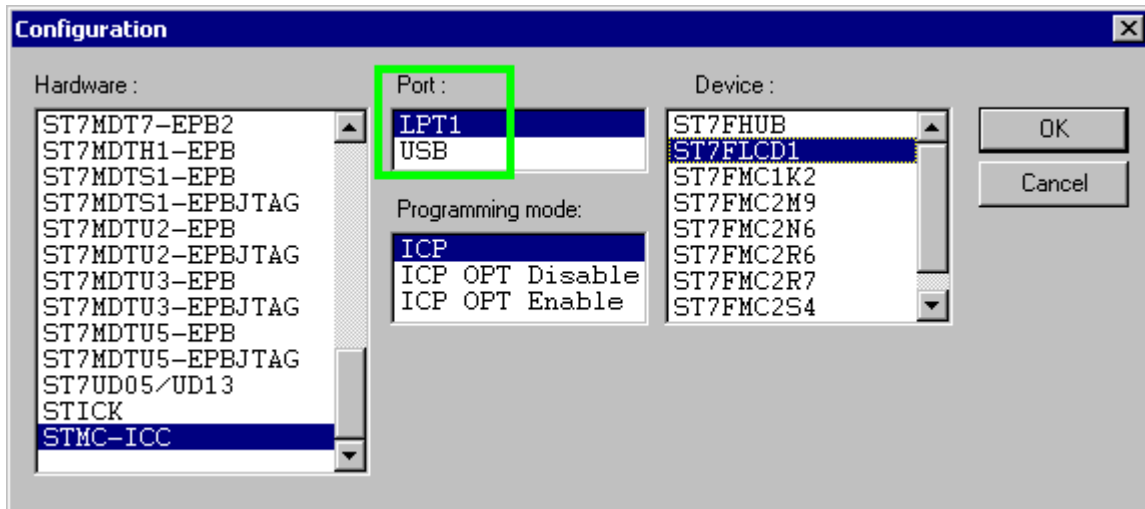 Configuration
Hardware :
ST7MDT7-EPB2
ST7MDTH1-EPB
ST7MDTS1-EPB
ST7MDTS1-EPBJTAG
ST7MDTU2-EPB
ST7MDTU2-EPBJTAG
ST7MDTU3-EPB
ST7MDTU3-EPBJTAG
ST7MDTU5-EPB
ST7MDTU5-EPBJTAG
ST7UD05/UD13
STICK
STMC-ICC
Port :
LPT1
USB
Programming mode:
ICP
ICP OPT Disable
ICP OPT Enable
Device :
ST7FHUB
ST7FLCD1
ST7FMC1K2
ST7FMC2M9
ST7FMC2N6
ST7FMC2R6
ST7FMC2R7
ST7FMC2S4
OK
Cancel